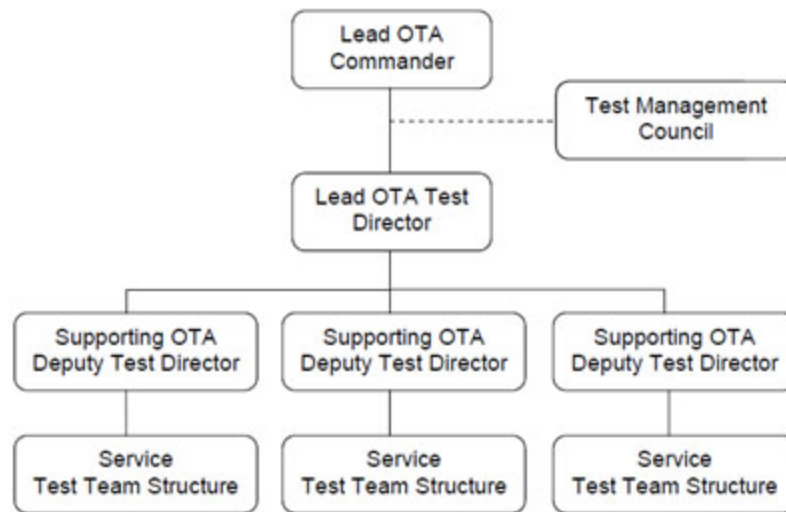 Lead OTA
Commander
Test Management
Council
Lead OTA Test
Director
Supporting OTA
Deputy Test Director
Supporting OTA
Deputy Test Director
Supporting OTA
Deputy Test Director
Service
Test Team Structure
Service
Test Team Structure
Service
Test Team Structure